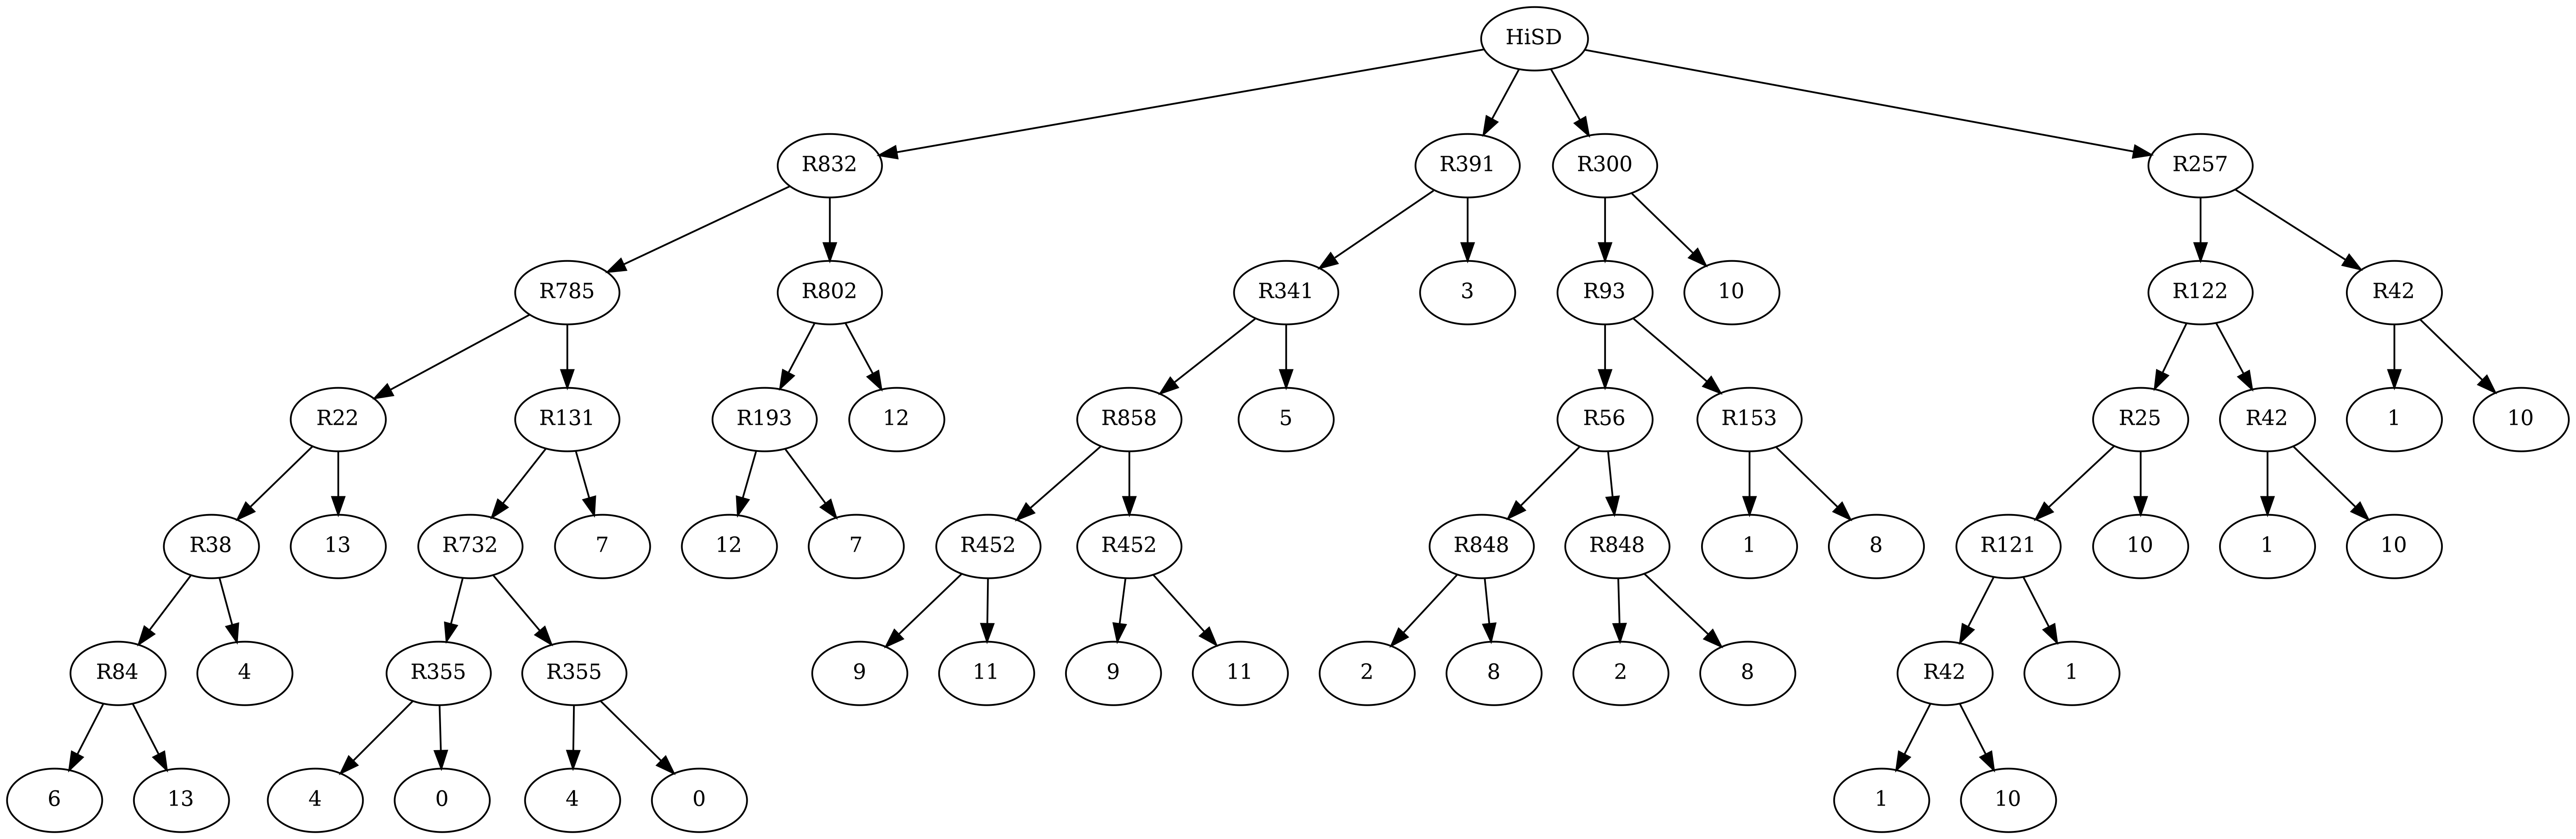 HiSD
R832 R391 R300 R257
R785 R802 R341 3 R93 10 R122 R42
R22 R131 R193 12 R858 5 R56 R153 R25 R42 1 10
R38 13 R732 7 12 7 R452 R452 R848 R848 1 8 R121 10 1 10
R84 4 R355 R355 9 11 9 11 2 8 2 8 R42 1
6 13 4 0 4 0 1 10